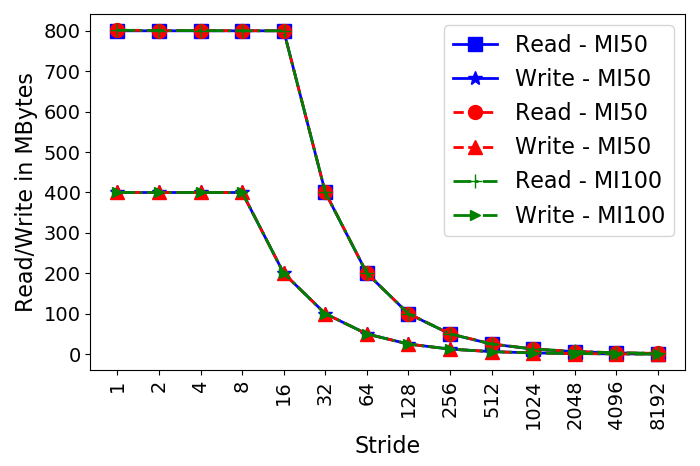 Read/Write in MBytes
800
700
600
500
400
300
200
100
0
Read - MI50
Write - MI50
Read - MI50
Write - MI50
Read - MI100
Write - MI100
1 2 4 8 16 32 64 128 256 512 1024 2048 4096 8192
Stride